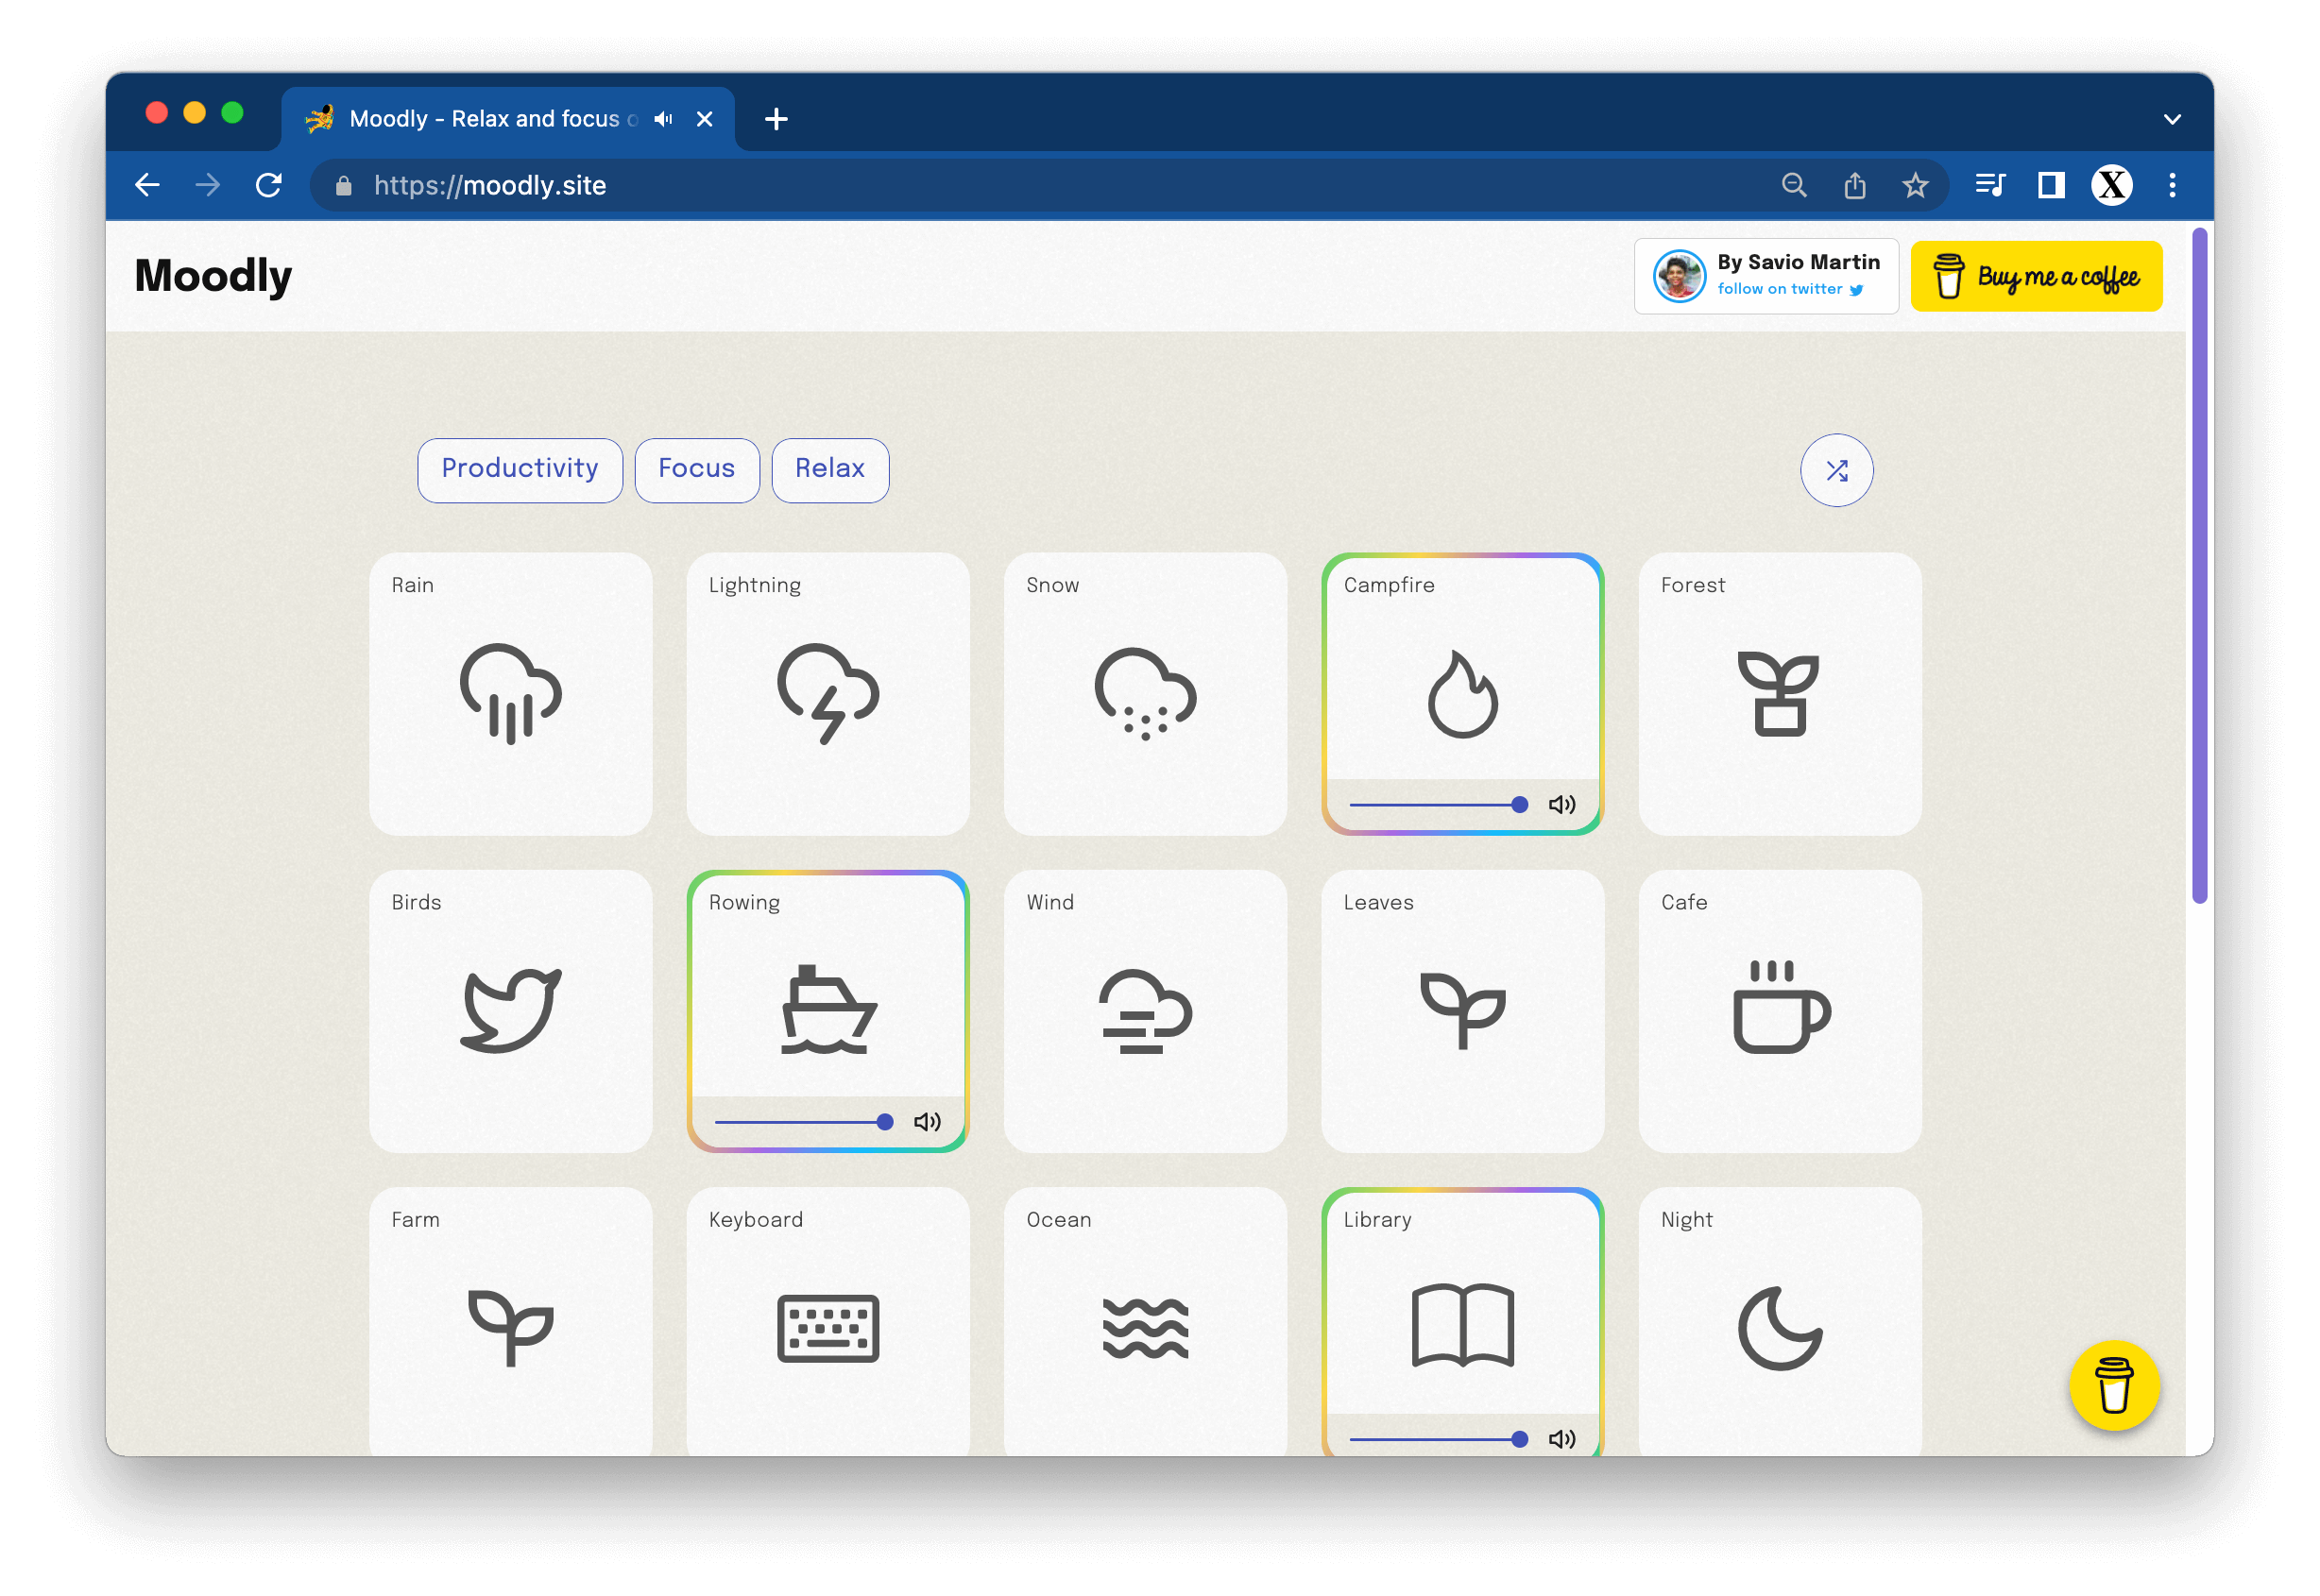 Moodly - Relax and focus
https://moodly.site
Moodly
By Savio Martin
follow on twitter
Buy me a coffee
Productivity
Focus
Relax
Rain
Lightning
Snow
Campfire
Forest
Birds
Rowing
Wind
Leaves
Cafe
Farm
Keyboard
Ocean
Library
Night